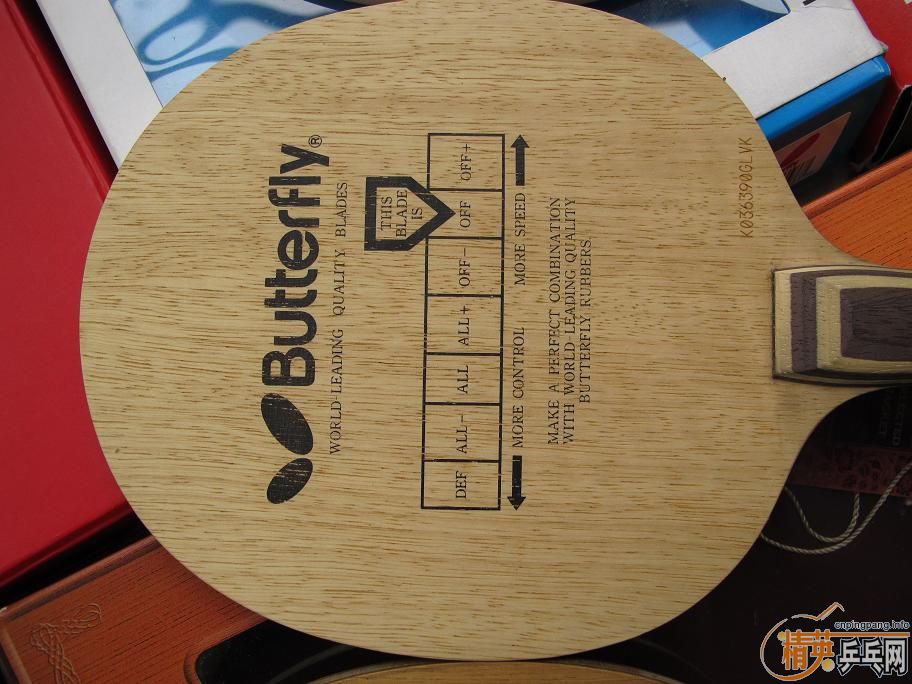 Butterfly®
WORLD-LEADING QUALITY BLADES
THIS
BLADE
IS
DEF ALL- ALL ALL+ OFF- OFF OFF+
MORE CONTROL MORE SPEED
MAKE A PERFECT COMBINATION
WITH WORLD-LEADING QUALITY
BUTTERFLY RUBBERS
K036390GLVK
cnpingpang.info
精英乒乓网